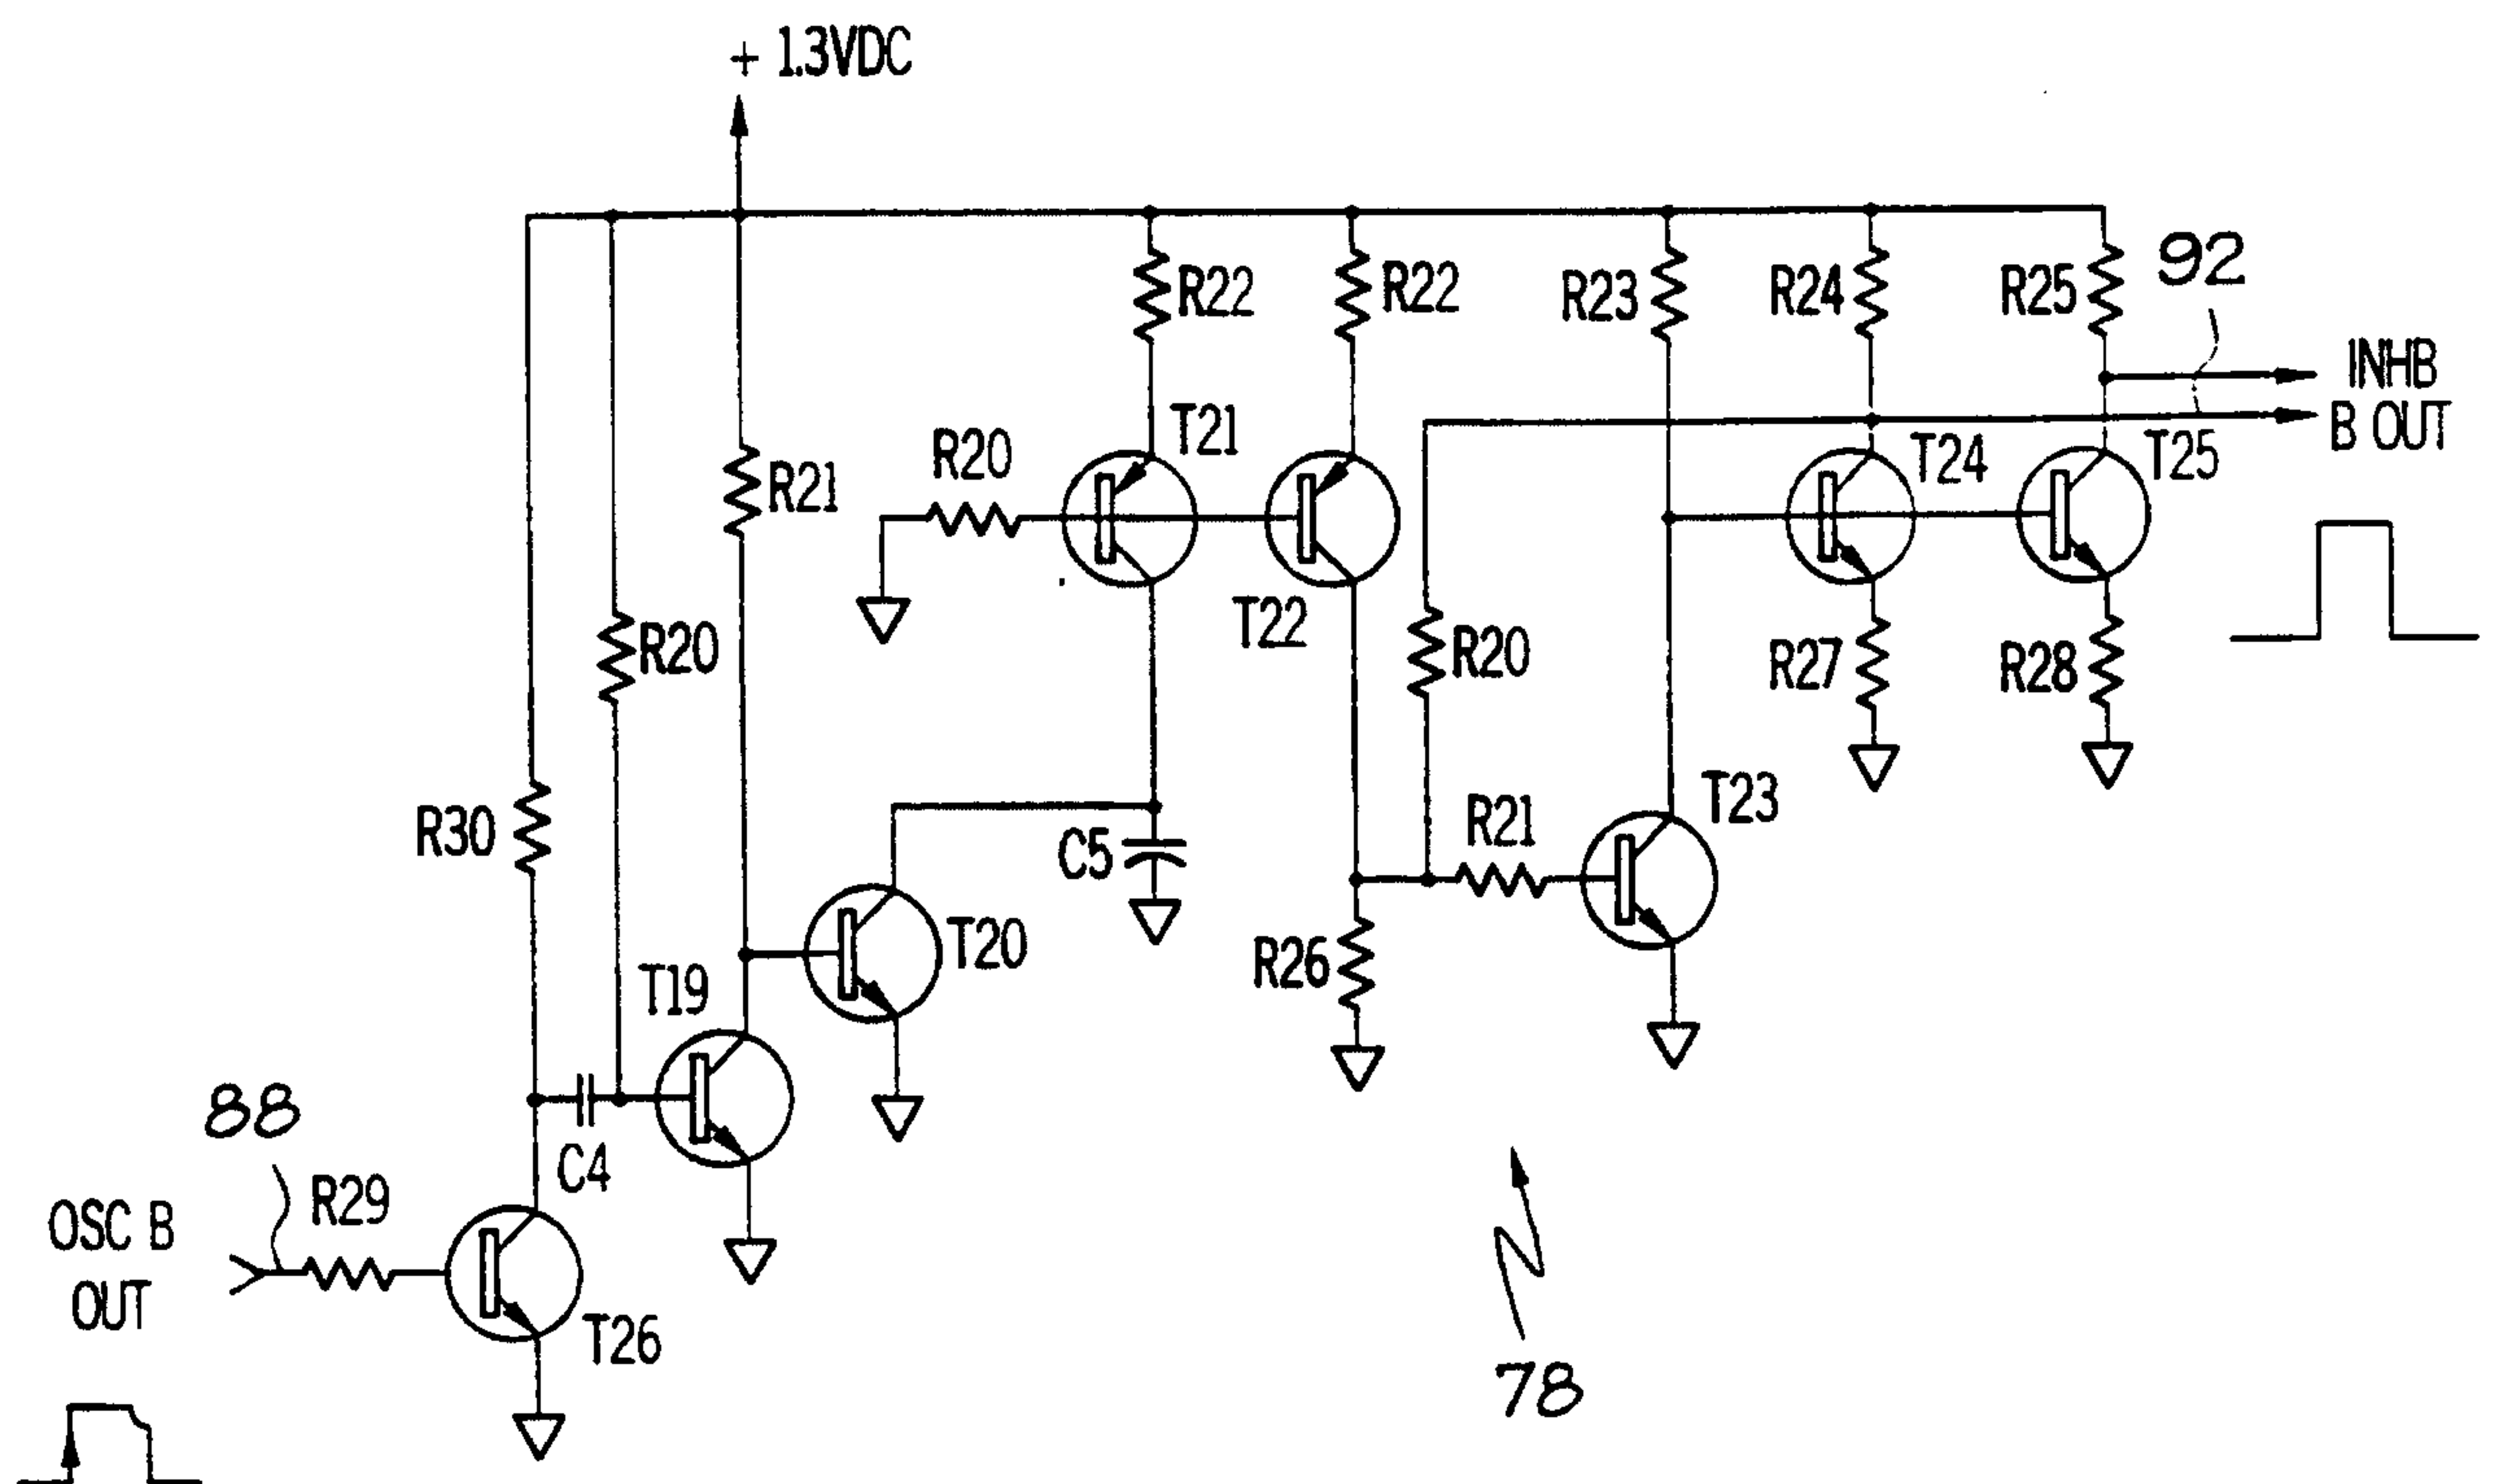 + 1.3VDC
92
R22
R22
R23
R24
R25
INHB
B OUT
T21
R20
R21
T24
T25
T22
R20
R20
R27
R28
R30
C5
R21
T23
T20
T19
R26
88
C4
R29
OSC B
OUT
T26
78